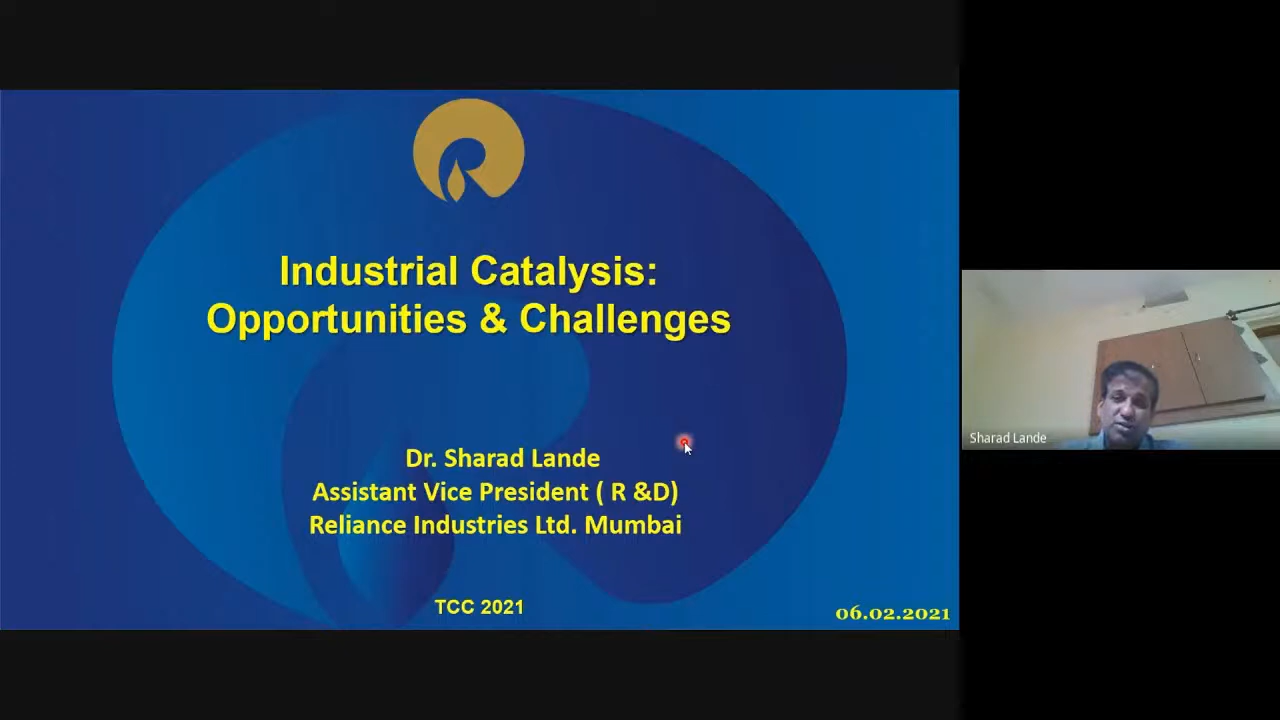 Industrial Catalysis:
Opportunities & Challenges
Dr. Sharad Lande
Assistant Vice President ( R &D)
Reliance Industries Ltd. Mumbai
TCC 2021
06.02.2021
Sharad Lande